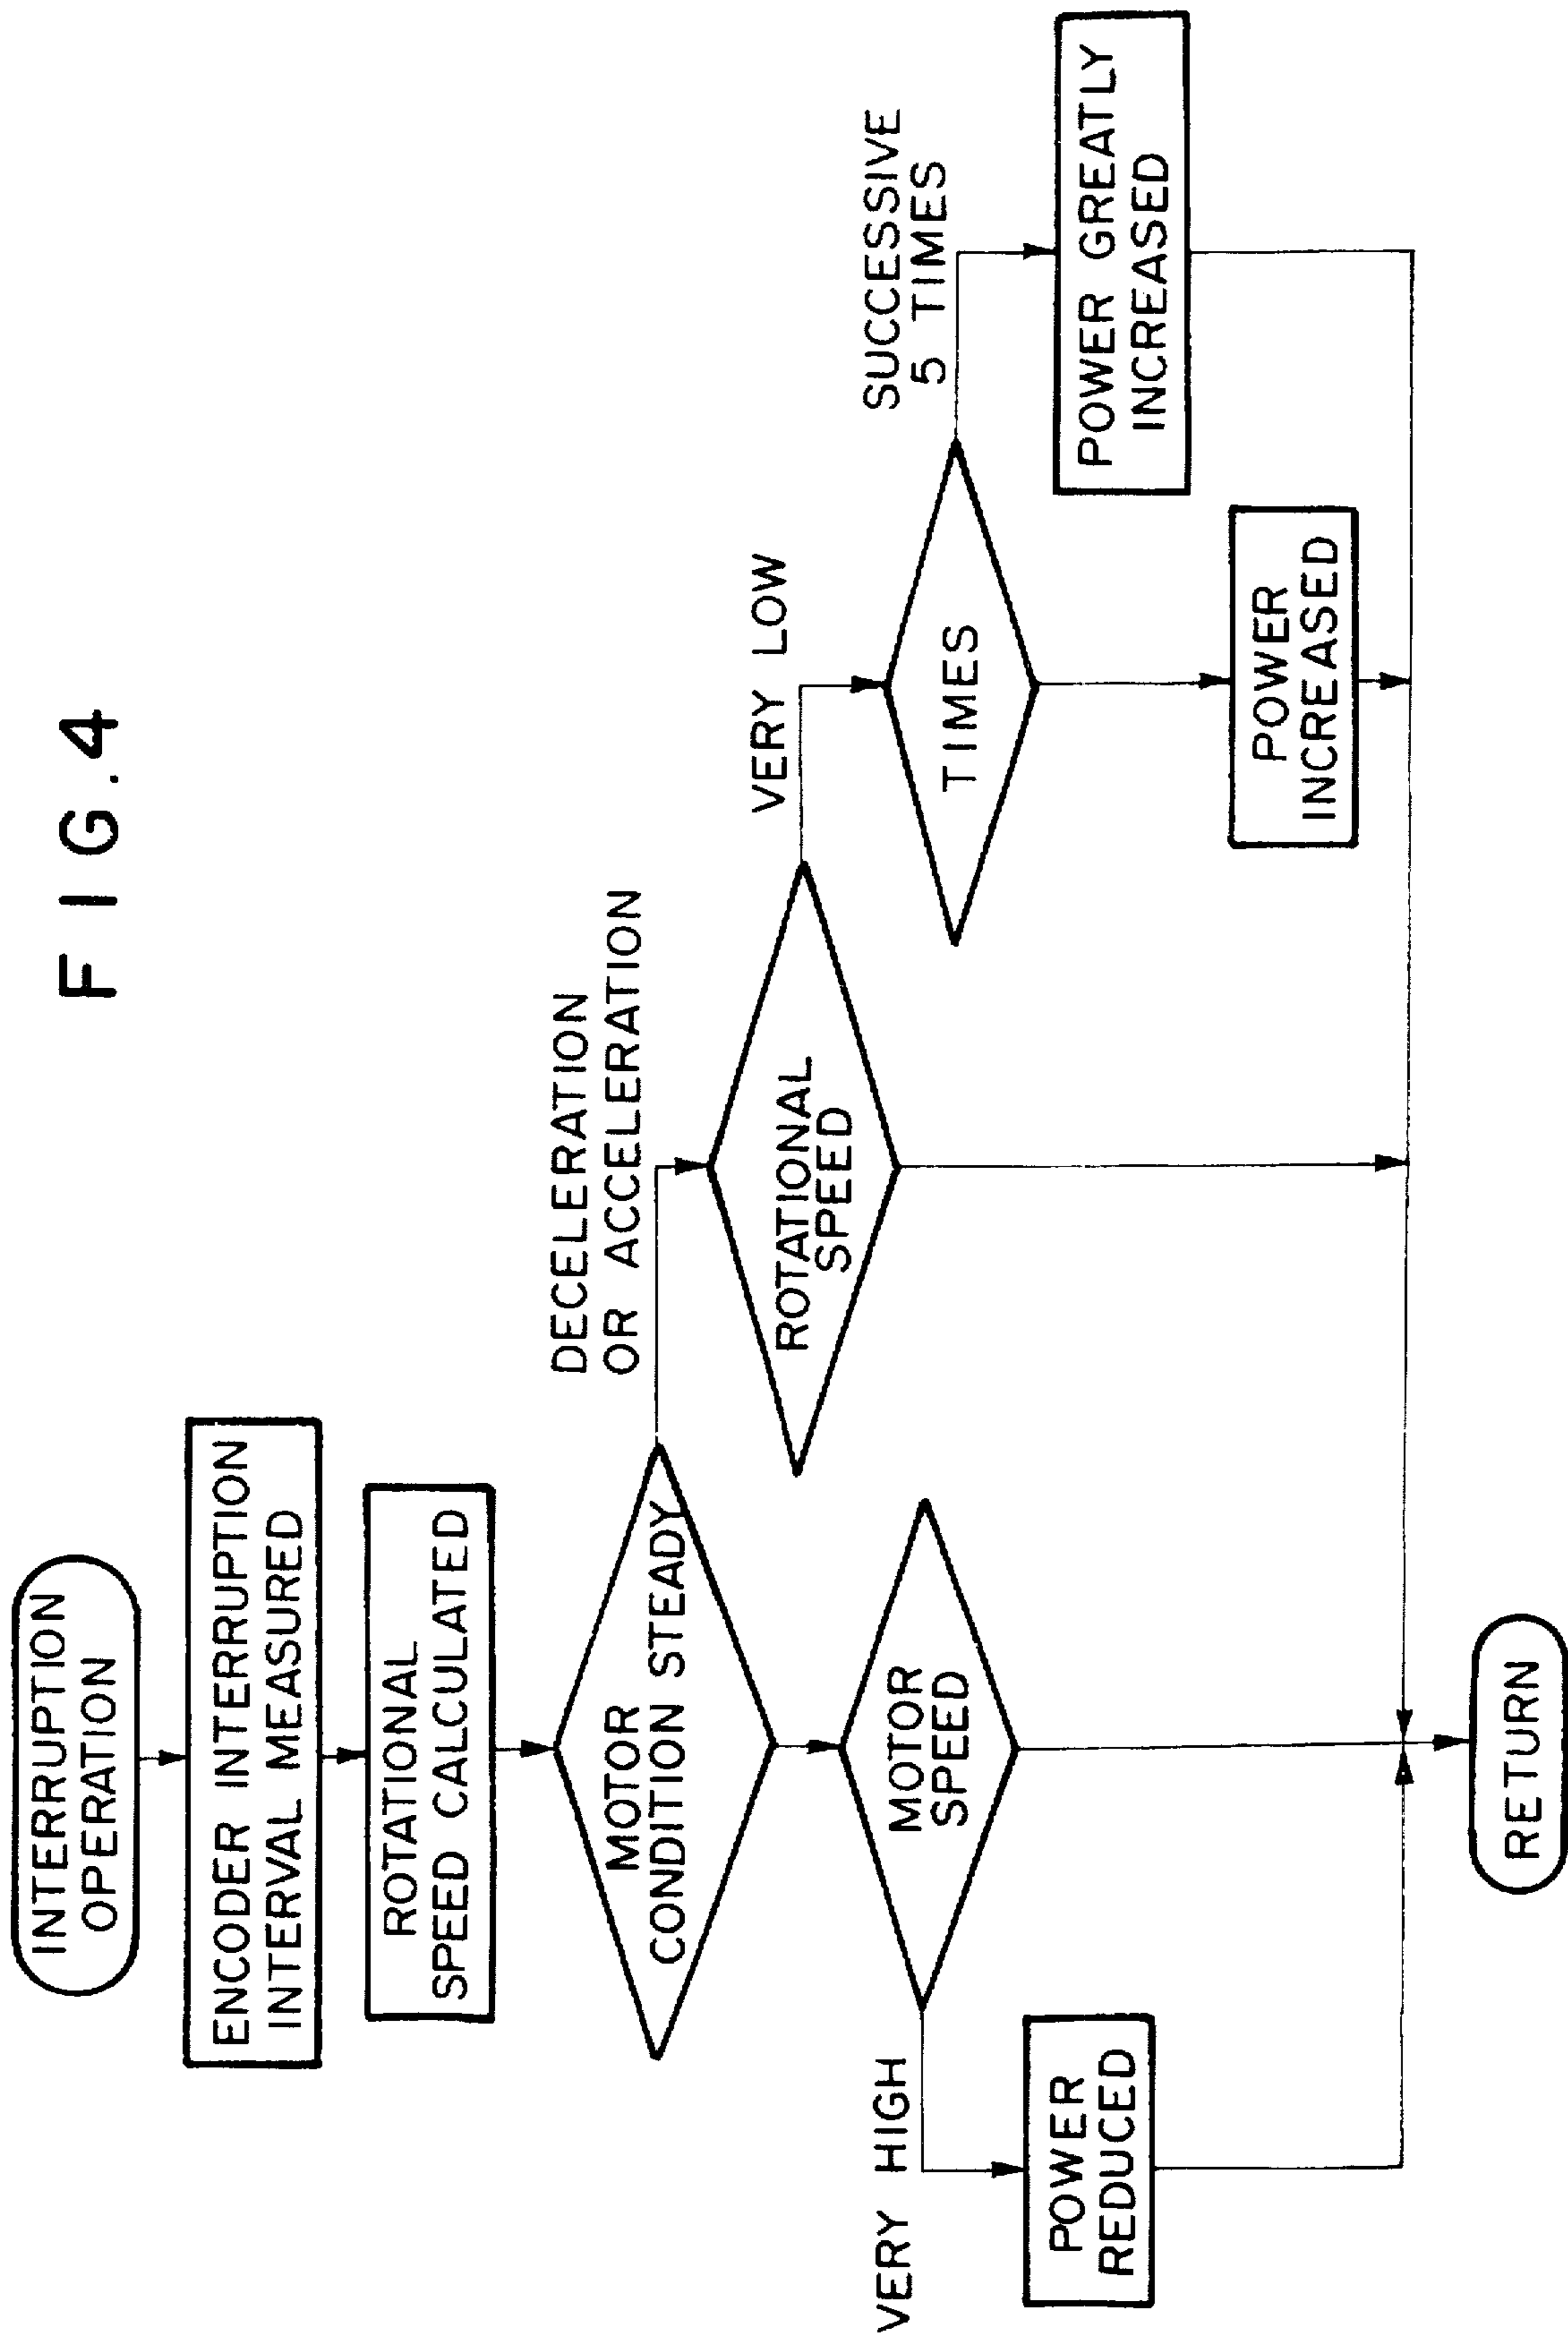 FIG.4
INTERRUPTION
OPERATION
ENCODER INTERRUPTION
INTERVAL MEASURED
ROTATIONAL
SPEED CALCULATED
MOTOR
CONDITION STEADY
DECELERATION
OR ACCELERATION
ROTATIONAL
SPEED
VERY LOW
TIMES
SUCCESSIVE
5 TIMES
POWER GREATLY
INCREASED
POWER
INCREASED
MOTOR
SPEED
VERY HIGH
POWER
REDUCED
RETURN